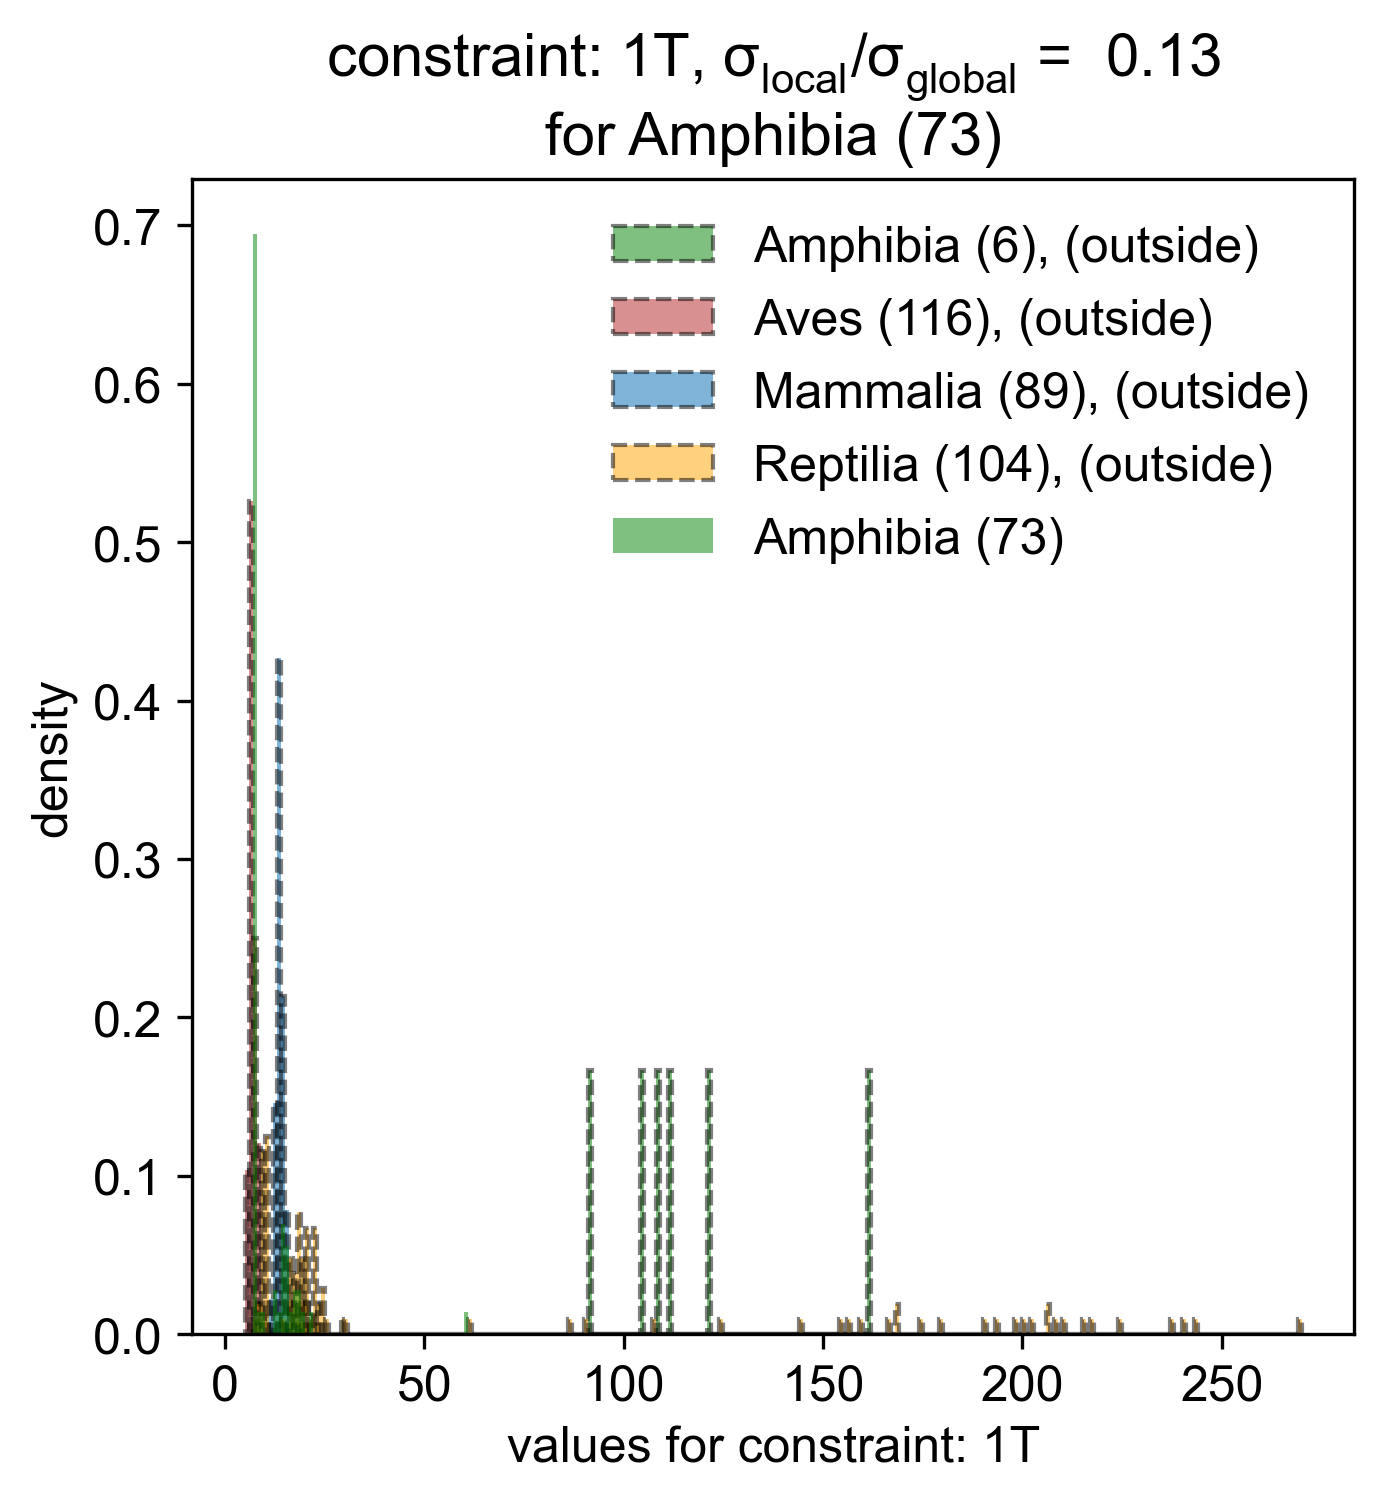 constraint: 1T, σlocal/σglobal = 0.13
for Amphibia (73)
Amphibia (6), (outside)
Aves (116), (outside)
Mammalia (89), (outside)
Reptilia (104), (outside)
Amphibia (73)
0.7
0.6
0.5
0.4
0.3
0.2
0.1
0.0
density
0 50 100 150 200 250
values for constraint: 1T